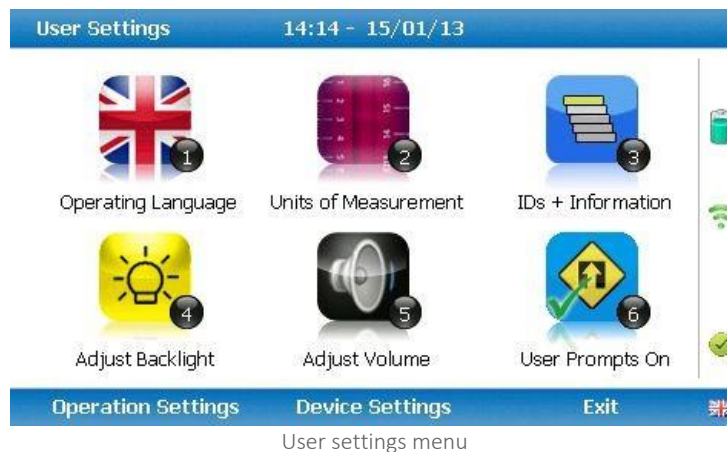 User Settings 14:14 - 15/01/13
1 2 3
Operating Language Units of Measurement IDs + Information
4 5 6
Adjust Backlight Adjust Volume User Prompts On
Operation Settings Device Settings Exit
User settings menu